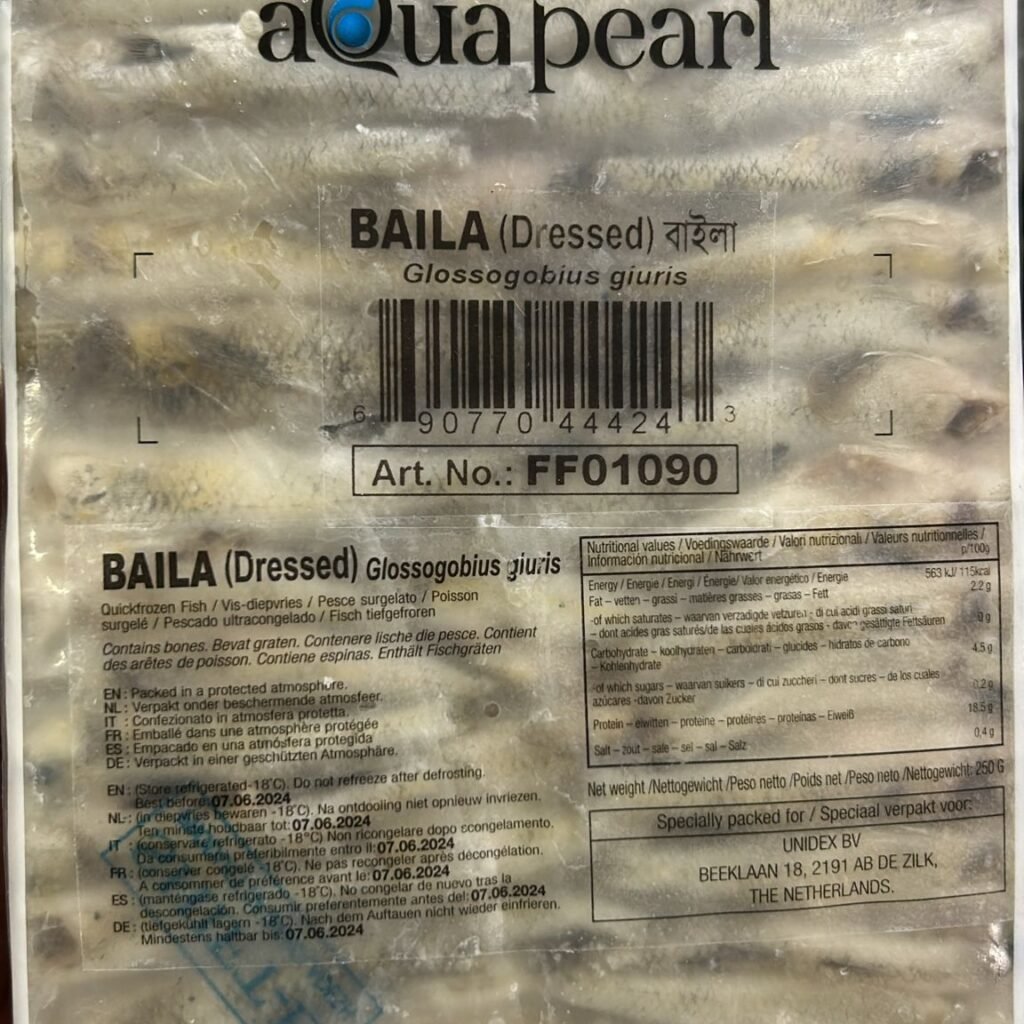 aQua pearl
BAILA (Dressed) বাইলা
Glossogobius giuris
6 90770 44424 3
Art. No.: FF01090
BAILA (Dressed) Glossogobius giuris
Quickfrozen Fish / Vis-diepvries / Pesce surgelato / Poisson
surgelé / Pescado ultracongelado / Fisch tiefgefroren
Contains bones. Bevat graten. Contenere lische di pesce. Contient
des arêtes de poisson. Contiene espinas. Enthält Fischgräten
EN : Packed in a protected atmosphere.
NL : Verpakt onder beschermende atmosfeer.
IT : Confezionato in atmosfera protetta.
FR : Emballé dans une atmosphère protégée
ES : Empacado en una atmósfera protegida
DE : Verpackt in einer geschützten Atmosphäre.
EN : (Store refrigerated-18°C). Do not refreeze after defrosting.
Best before: 07.06.2024
NL : (in diepvries bewaren -18°C). Na ontdooling niet opnieuw invriezen.
Ten minste houdbaar tot: 07.06.2024
IT : (conservare refrigerato -18°C) Non ricongelare dopo scongelamento.
Da consumarsi preferibilmente entro il: 07.06.2024
FR : (conserver congelé -18°C). Ne pas recongeler après décongélation.
A consommer de préférence avant le: 07.06.2024
ES : (manténgase refrigerado -18°C). No congelar de nuevo tras la
descongelación. Consumir preferentemente antes del: 07.06.2024
DE : (tiefgekühlt lagern -18°C). Nach dem Auftauen nicht wieder einfrieren.
Mindestens haltbar bis: 07.06.2024
Nutritional values / Voedingswaarde / Valori nutrizionali / Valeurs nutritionnelles /
Información nutricional / Nährwert p/100g
Energy / Energie / Energi / Énergie/ Valor energético / Energie 563 kJ/ 115kcal
Fat – vetten – grassi – matières grasses – grasas – Fett 2.2 g
-of which saturates – waarvan verzadigde vetzuren - di cui acidi grassi saturi
– dont acides gras saturés/de las cuales ácidos grasos - davon gesättigte Fettsäuren 0 g
Carbohydrate – koolhydraten – carboidrati – glucides – hidratos de carbono 4.5 g
– Kohlenhydrate
-of which sugars – waarvan suikers – di cui zuccheri – dont sucres – de los cuales
azúcares -davon Zucker 0.2 g
Protein – eiwitten – proteine – protéines – proteínas – Eiweiß 18.5 g
Salt – zout – sale – sel – sal – Salz 0,4 g
Net weight /Nettogewicht /Peso netto /Poids net /Peso neto /Nettogewicht: 250 G
Specially packed for / Speciaal verpakt voor:
UNIDEX BV
BEEKLAAN 18, 2191 AB DE ZILK,
THE NETHERLANDS.